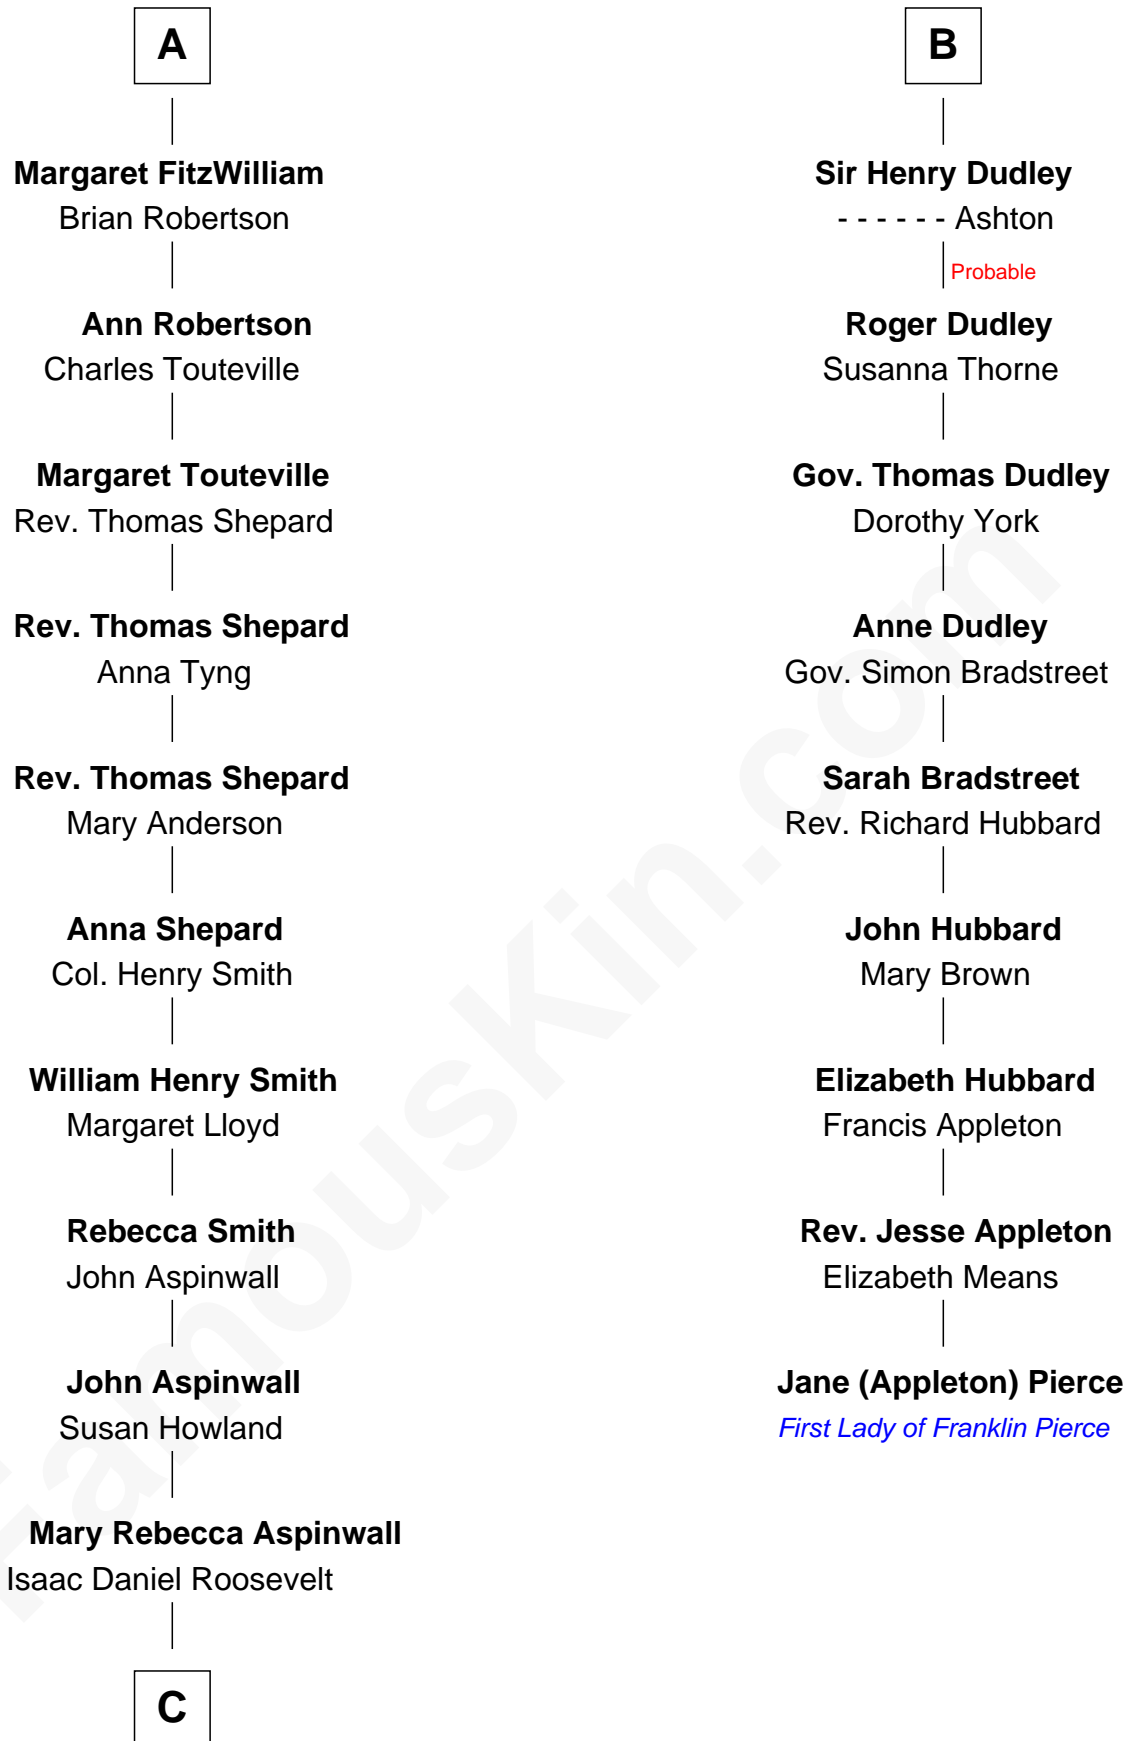 A
Margaret FitzWilliam
Brian Robertson
Ann Robertson
Charles Touteville
Margaret Touteville
Rev. Thomas Shepard
Rev. Thomas Shepard
Anna Tyng
Rev. Thomas Shepard
Mary Anderson
Anna Shepard
Col. Henry Smith
William Henry Smith
Margaret Lloyd
Rebecca Smith
John Aspinwall
John Aspinwall
Susan Howland
Mary Rebecca Aspinwall
Isaac Daniel Roosevelt
C
B
Sir Henry Dudley
- - - - - - Ashton
Probable
Roger Dudley
Susanna Thorne
Gov. Thomas Dudley
Dorothy York
Anne Dudley
Gov. Simon Bradstreet
Sarah Bradstreet
Rev. Richard Hubbard
John Hubbard
Mary Brown
Elizabeth Hubbard
Francis Appleton
Rev. Jesse Appleton
Elizabeth Means
Jane (Appleton) Pierce
First Lady of Franklin Pierce
FamousKin.com